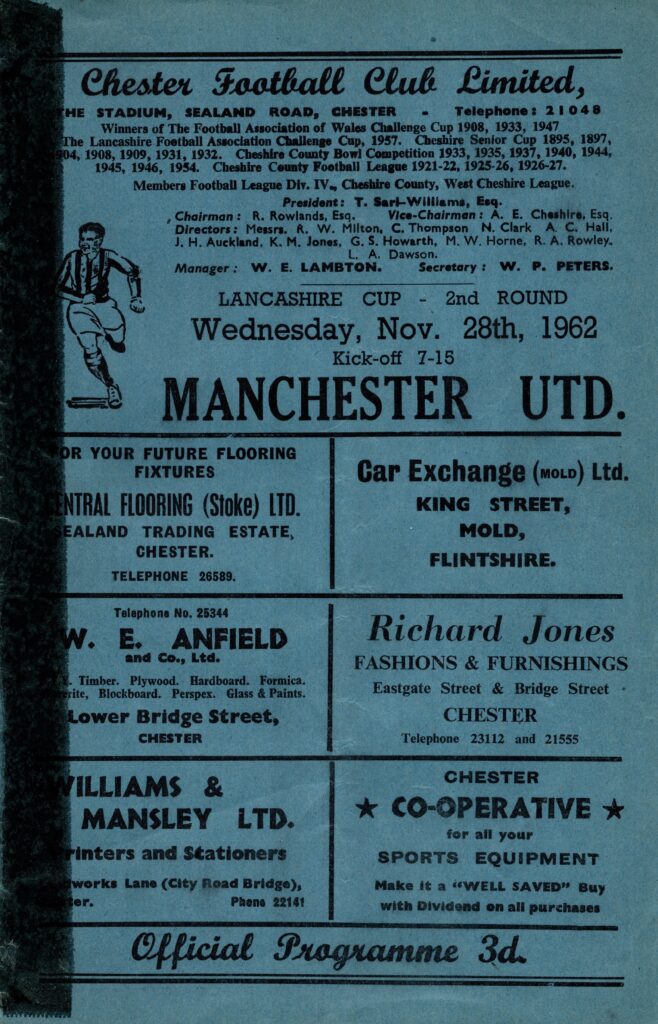 Chester Football Club Limited,
THE STADIUM, SEALAND ROAD, CHESTER - Telephone: 21048
Winners of The Football Association of Wales Challenge Cup 1908, 1933, 1947
The Lancashire Football Association Challenge Cup, 1957. Cheshire Senior Cup 1895, 1897,
04, 1908, 1909, 1931, 1932. Cheshire County Bowl Competition 1933, 1935, 1937, 1940, 1944,
1945, 1946, 1954. Cheshire County Football League 1921-22, 1925-26, 1926-27.
Members Football League Div. IV., Cheshire County, West Cheshire League.
President: T. Sarl-Williams, Esq.
Chairman: R. Rowlands, Esq. Vice-Chairman: A. E. Cheshire, Esq.
Directors: Messrs. R. W. Milton, C. Thompson N. Clark A. C. Hall,
J. H. Auckland, K. M. Jones, G. S. Howarth, M. W. Horne, R. A. Rowley,
L. A. Dawson.
Manager: W. E. LAMBTON. Secretary: W. P. PETERS.
LANCASHIRE CUP - 2nd ROUND
Wednesday, Nov. 28th, 1962
Kick-off 7-15
MANCHESTER UTD.
OR YOUR FUTURE FLOORING
FIXTURES
ENTRAL FLOORING (Stoke) LTD.
SEALAND TRADING ESTATE,
CHESTER.
TELEPHONE 26589.
Car Exchange (MOLD) Ltd.
KING STREET,
MOLD,
FLINTSHIRE.
Telephone No. 25344
W. E. ANFIELD
and Co., Ltd.
Timber. Plywood. Hardboard. Formica.
erite, Blockboard. Perspex. Glass & Paints.
Lower Bridge Street,
CHESTER
Richard Jones
FASHIONS & FURNISHINGS
Eastgate Street & Bridge Street
CHESTER
Telephone 23112 and 21555
WILLIAMS &
MANSLEY LTD.
Printers and Stationers
dworks Lane (City Road Bridge),
ter. Phone 22141
CHESTER
★ CO-OPERATIVE ★
for all your
SPORTS EQUIPMENT
Make it a "WELL SAVED" Buy
with Dividend on all purchases
Official Programme 3d.